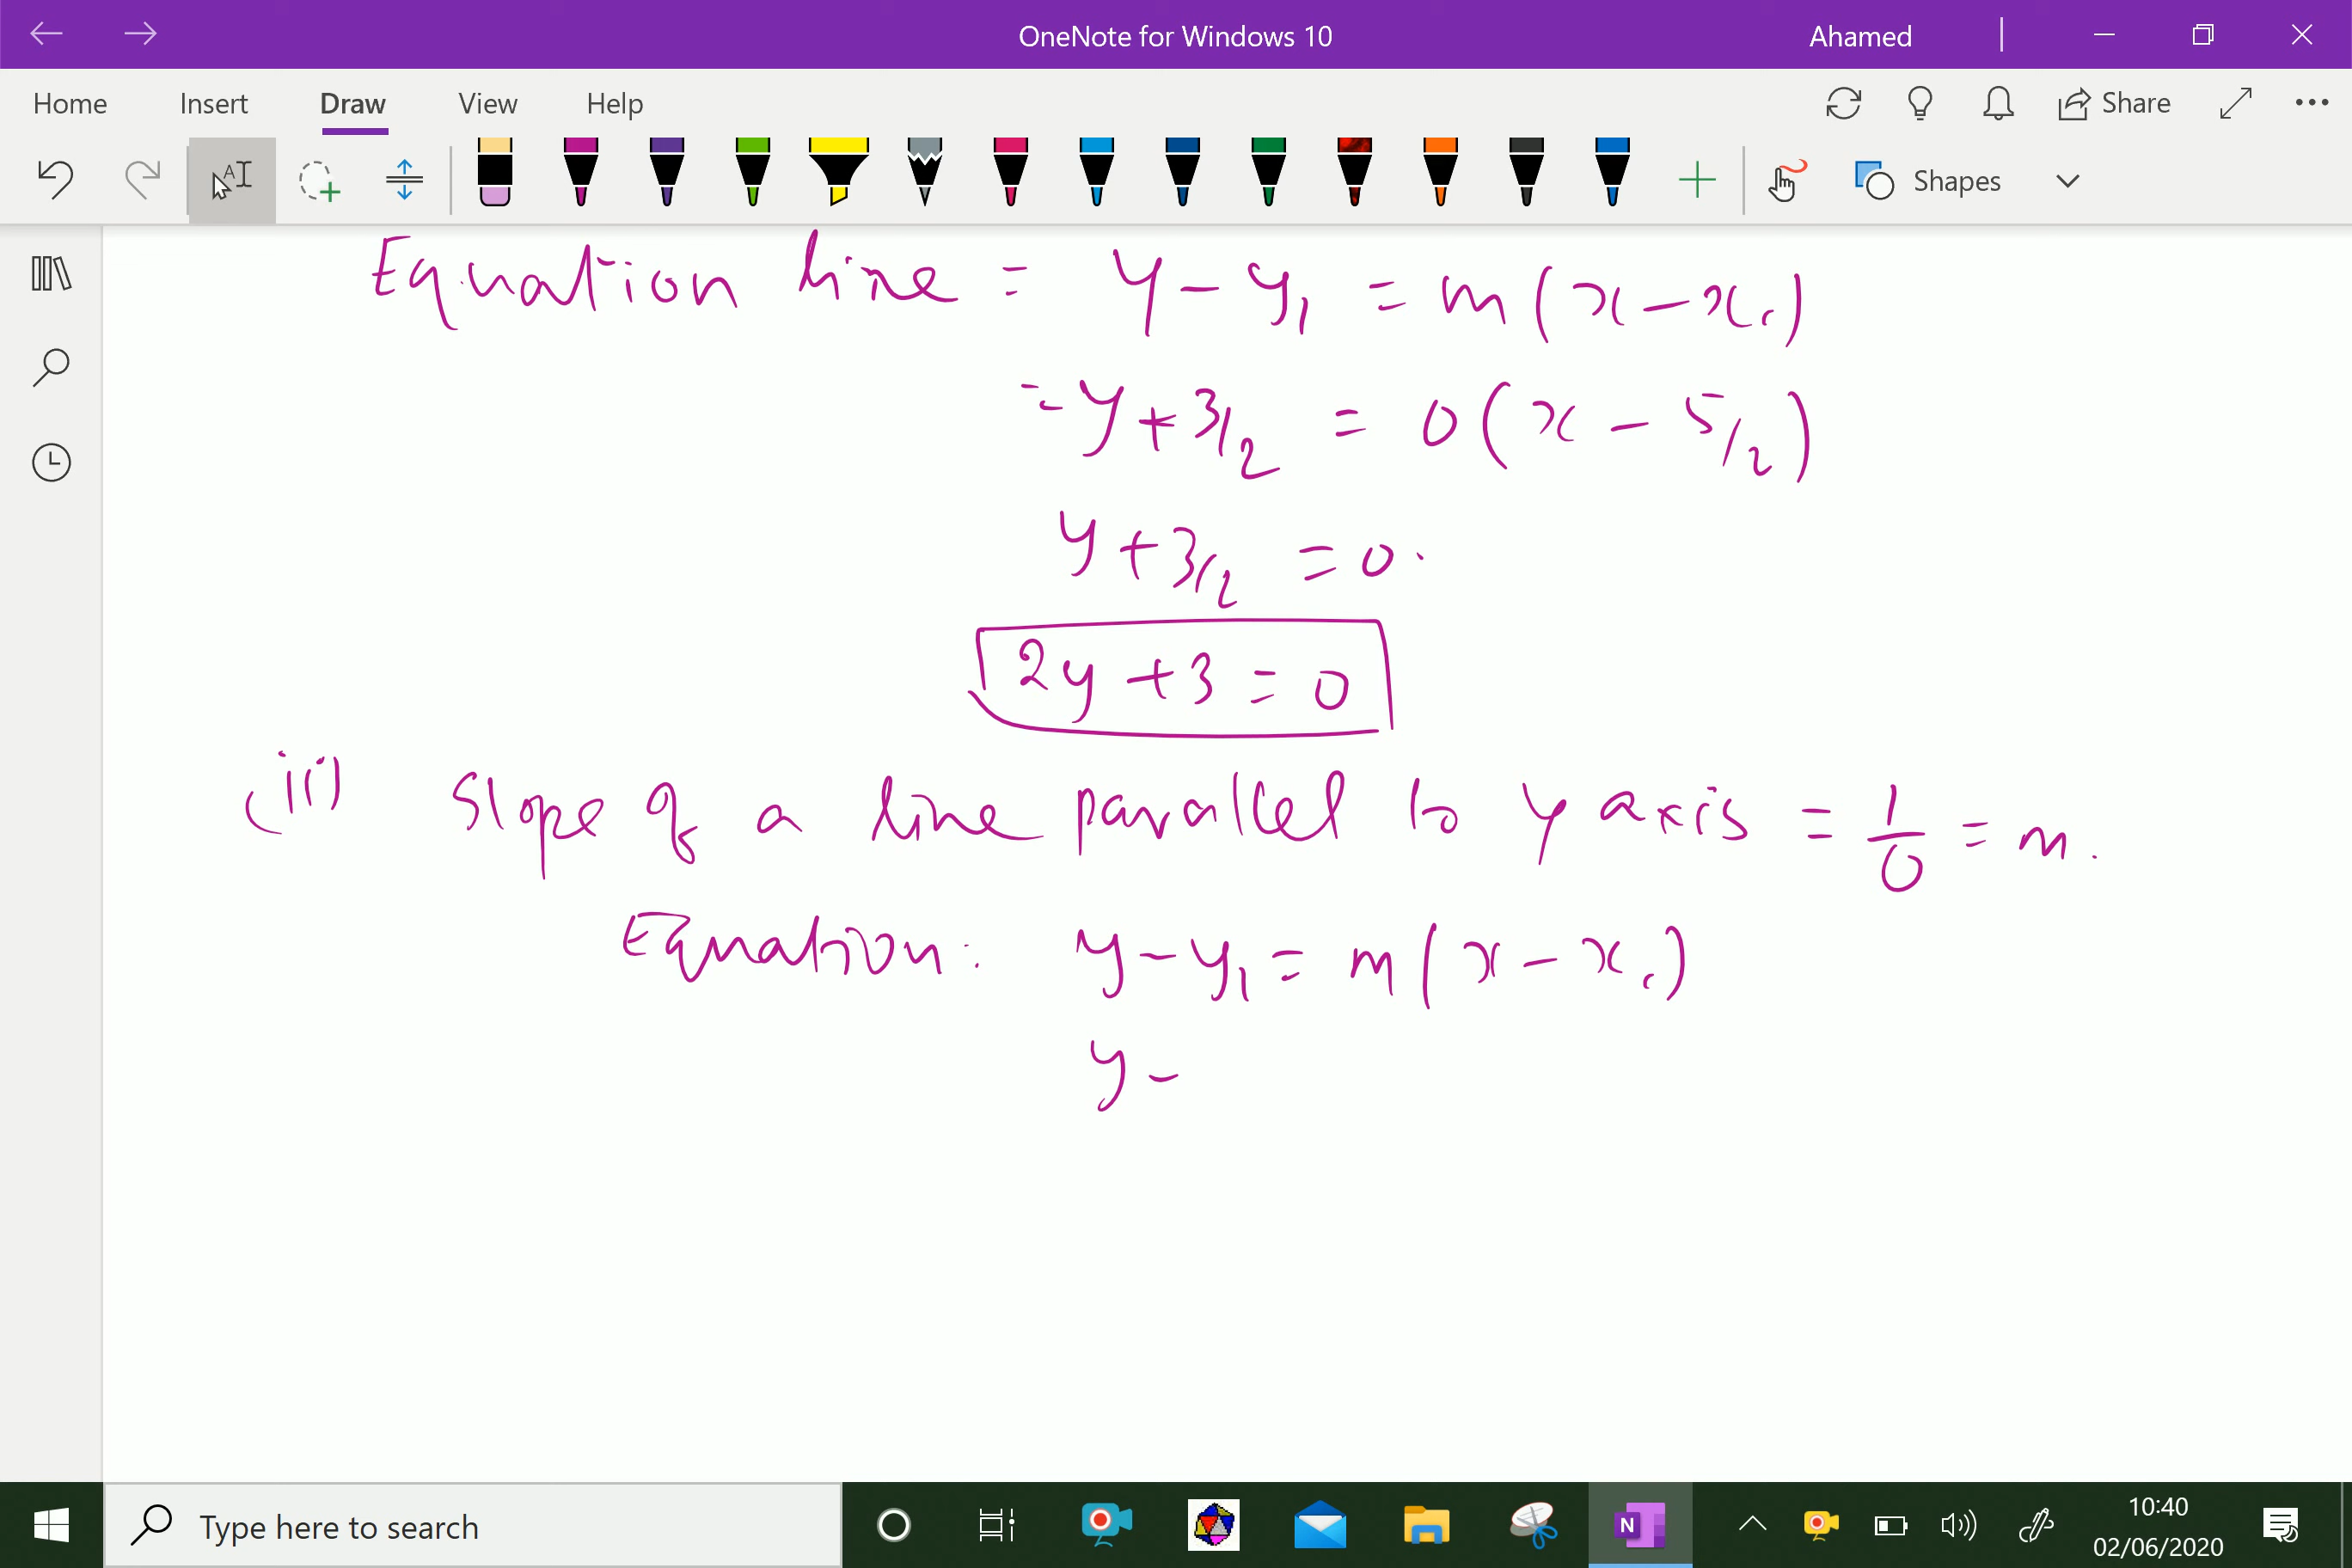 OneNote for Windows 10
Ahamed
Home Insert Draw View Help
Share
Shapes
Equation line = y - y₁ = m(x - x₁)
= y + 3/2 = 0(x - 5/2)
y + 3/2 = 0.
2y + 3 = 0
(ii) Slope of a line parallel to y axis = 1/0 = m.
Equation: y - y₁ = m(x - x₁)
y -
Type here to search
N
10:40
02/06/2020